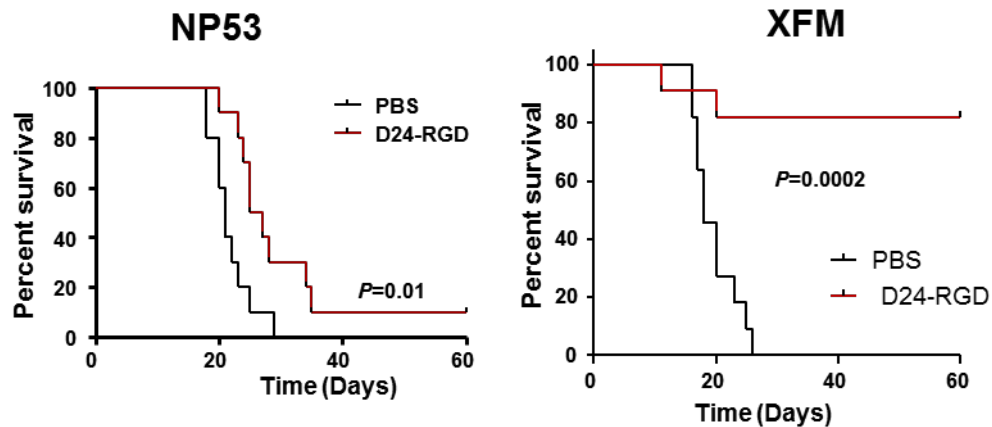 NP53
Percent survival
100
80
60
40
20
0
PBS
D24-RGD
P=0.01
0 20 40 60
Time (Days)
XFM
Percent survival
100
80
60
40
20
0
P=0.0002
PBS
D24-RGD
0 20 40 60
Time (Days)